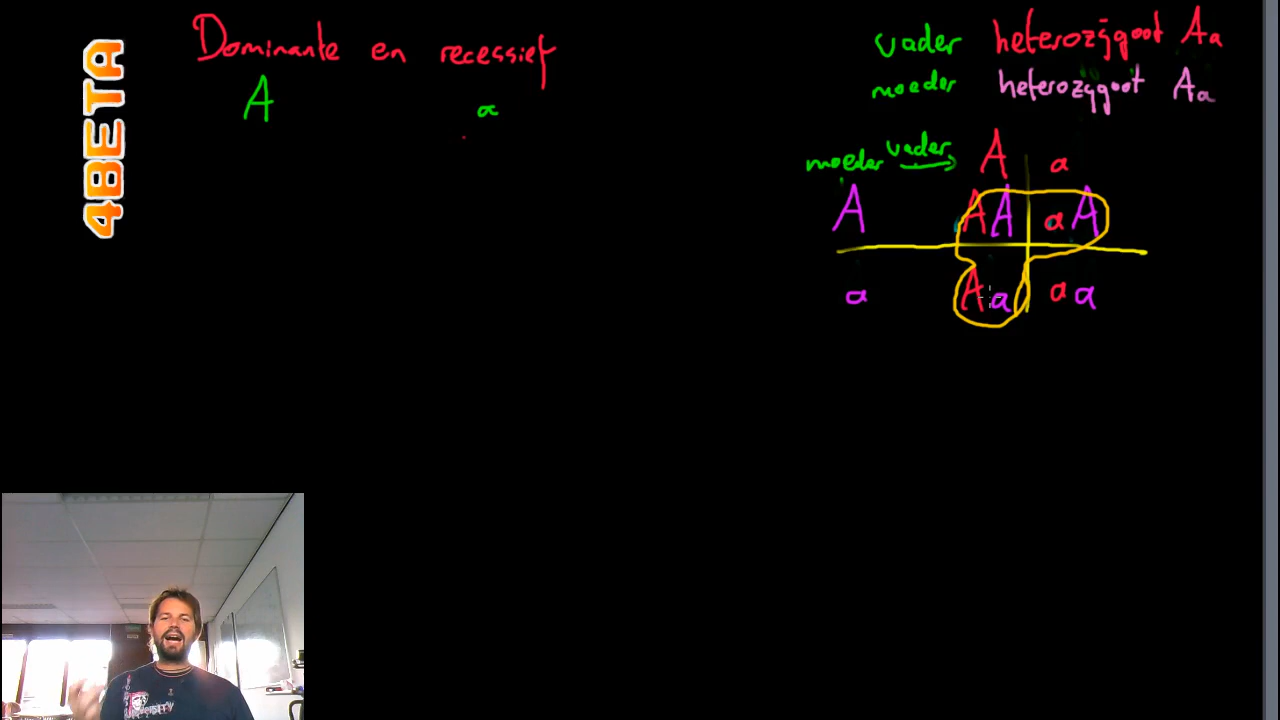 4BETA
Dominante en recessief
A a
vader heterozygoot Aa
moeder heterozygoot Aa
moeder vader A a
A AA aA
a Aa aa